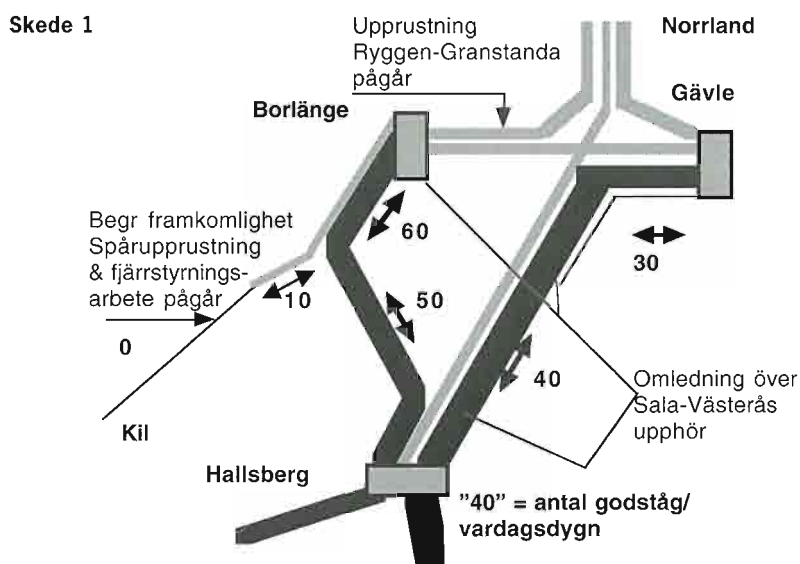 Skede 1
Upprustning
Ryggen-Granstanda
pågår
Norrland
Gävle
Borlänge
Begr framkomlighet
Spårupprustning
& fjärrstyrnings-
arbete pågår
60
30
10
50
0
40
Omledning över
Sala-Västerås
upphör
Kil
Hallsberg
"40" = antal godståg/
vardagsdygn